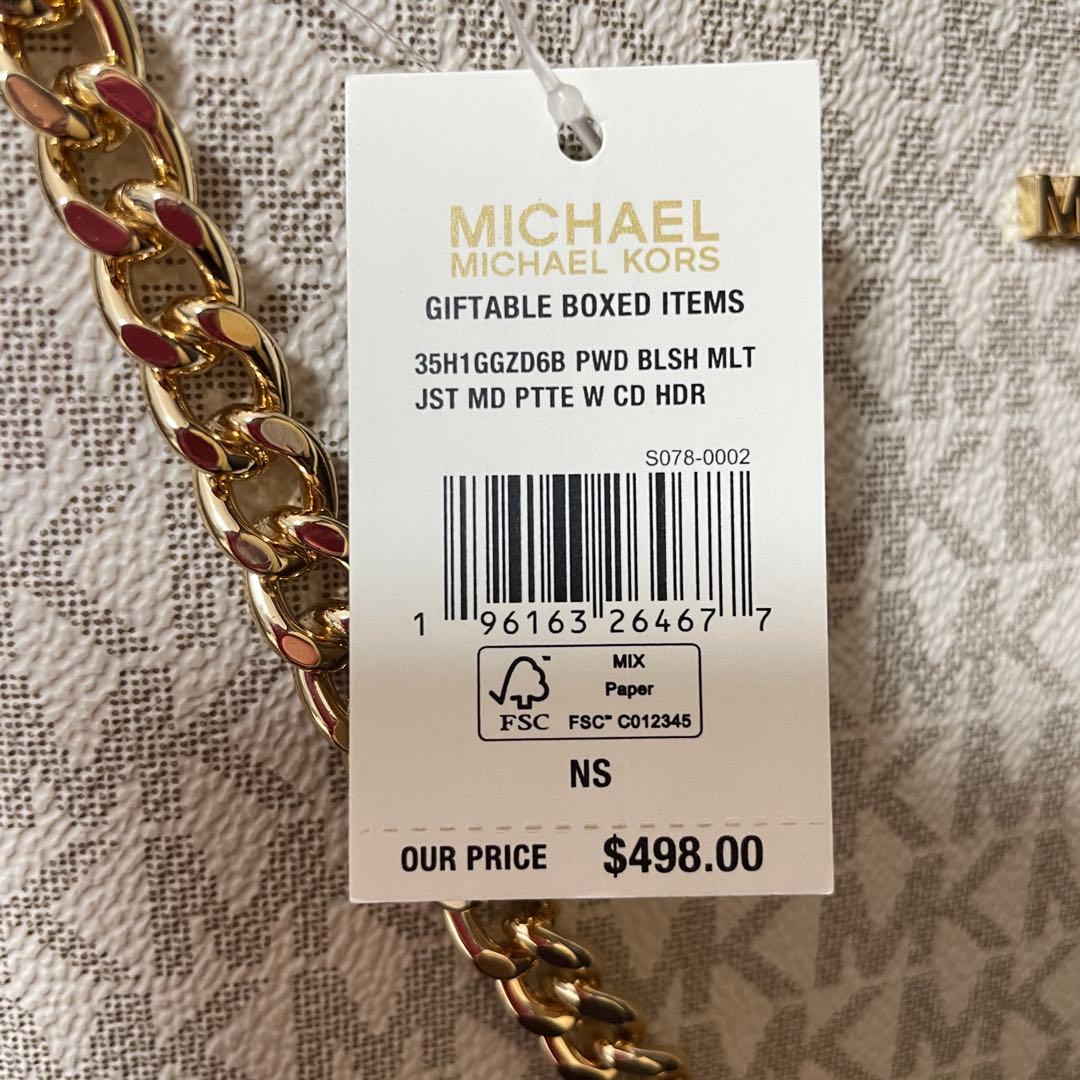 MICHAEL
MICHAEL KORS
GIFTABLE BOXED ITEMS
35H1GGZD6B PWD BLSH MLT
JST MD PTTE W CD HDR
S078-0002
1 96163 26467 7
MIX
Paper
FSC FSC™ C012345
NS
OUR PRICE $498.00
M